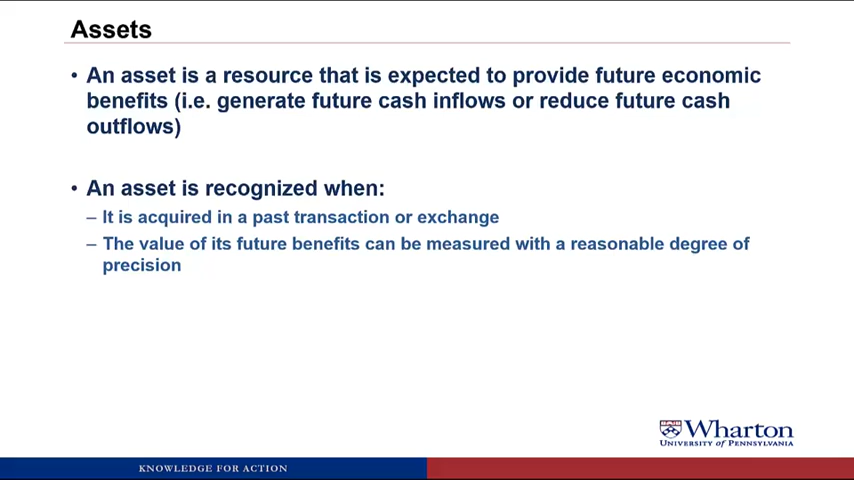 Assets
• An asset is a resource that is expected to provide future economic
benefits (i.e. generate future cash inflows or reduce future cash
outflows)
• An asset is recognized when:
– It is acquired in a past transaction or exchange
– The value of its future benefits can be measured with a reasonable degree of
precision
Wharton
UNIVERSITY of PENNSYLVANIA
KNOWLEDGE FOR ACTION